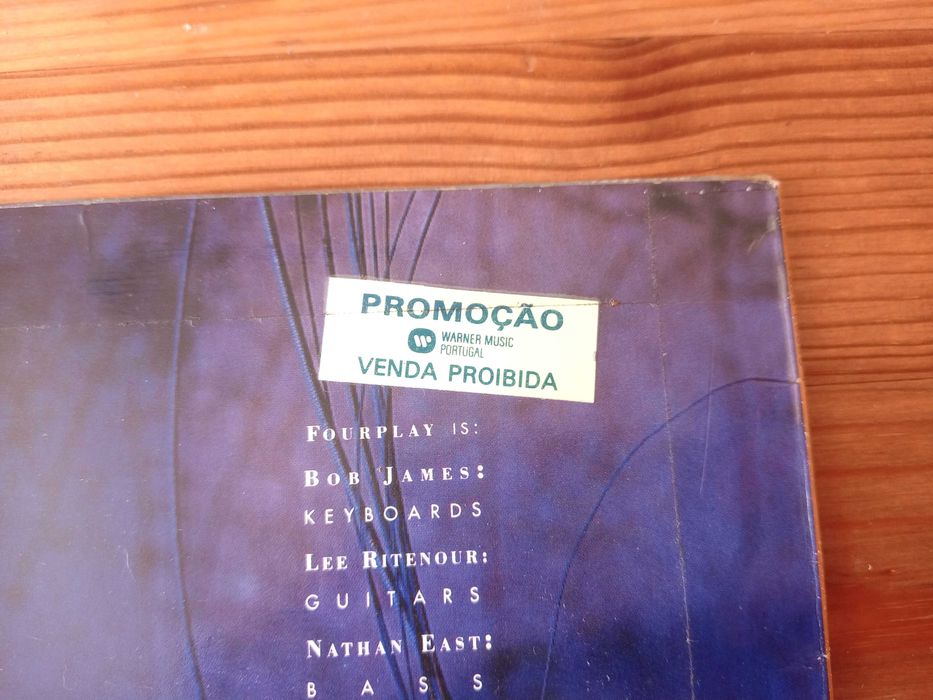 PROMOÇÃO
WARNER MUSIC
PORTUGAL
VENDA PROIBIDA
FOURPLAY IS:
BOB JAMES:
KEYBOARDS
LEE RITENOUR:
GUITARS
NATHAN EAST:
BASS